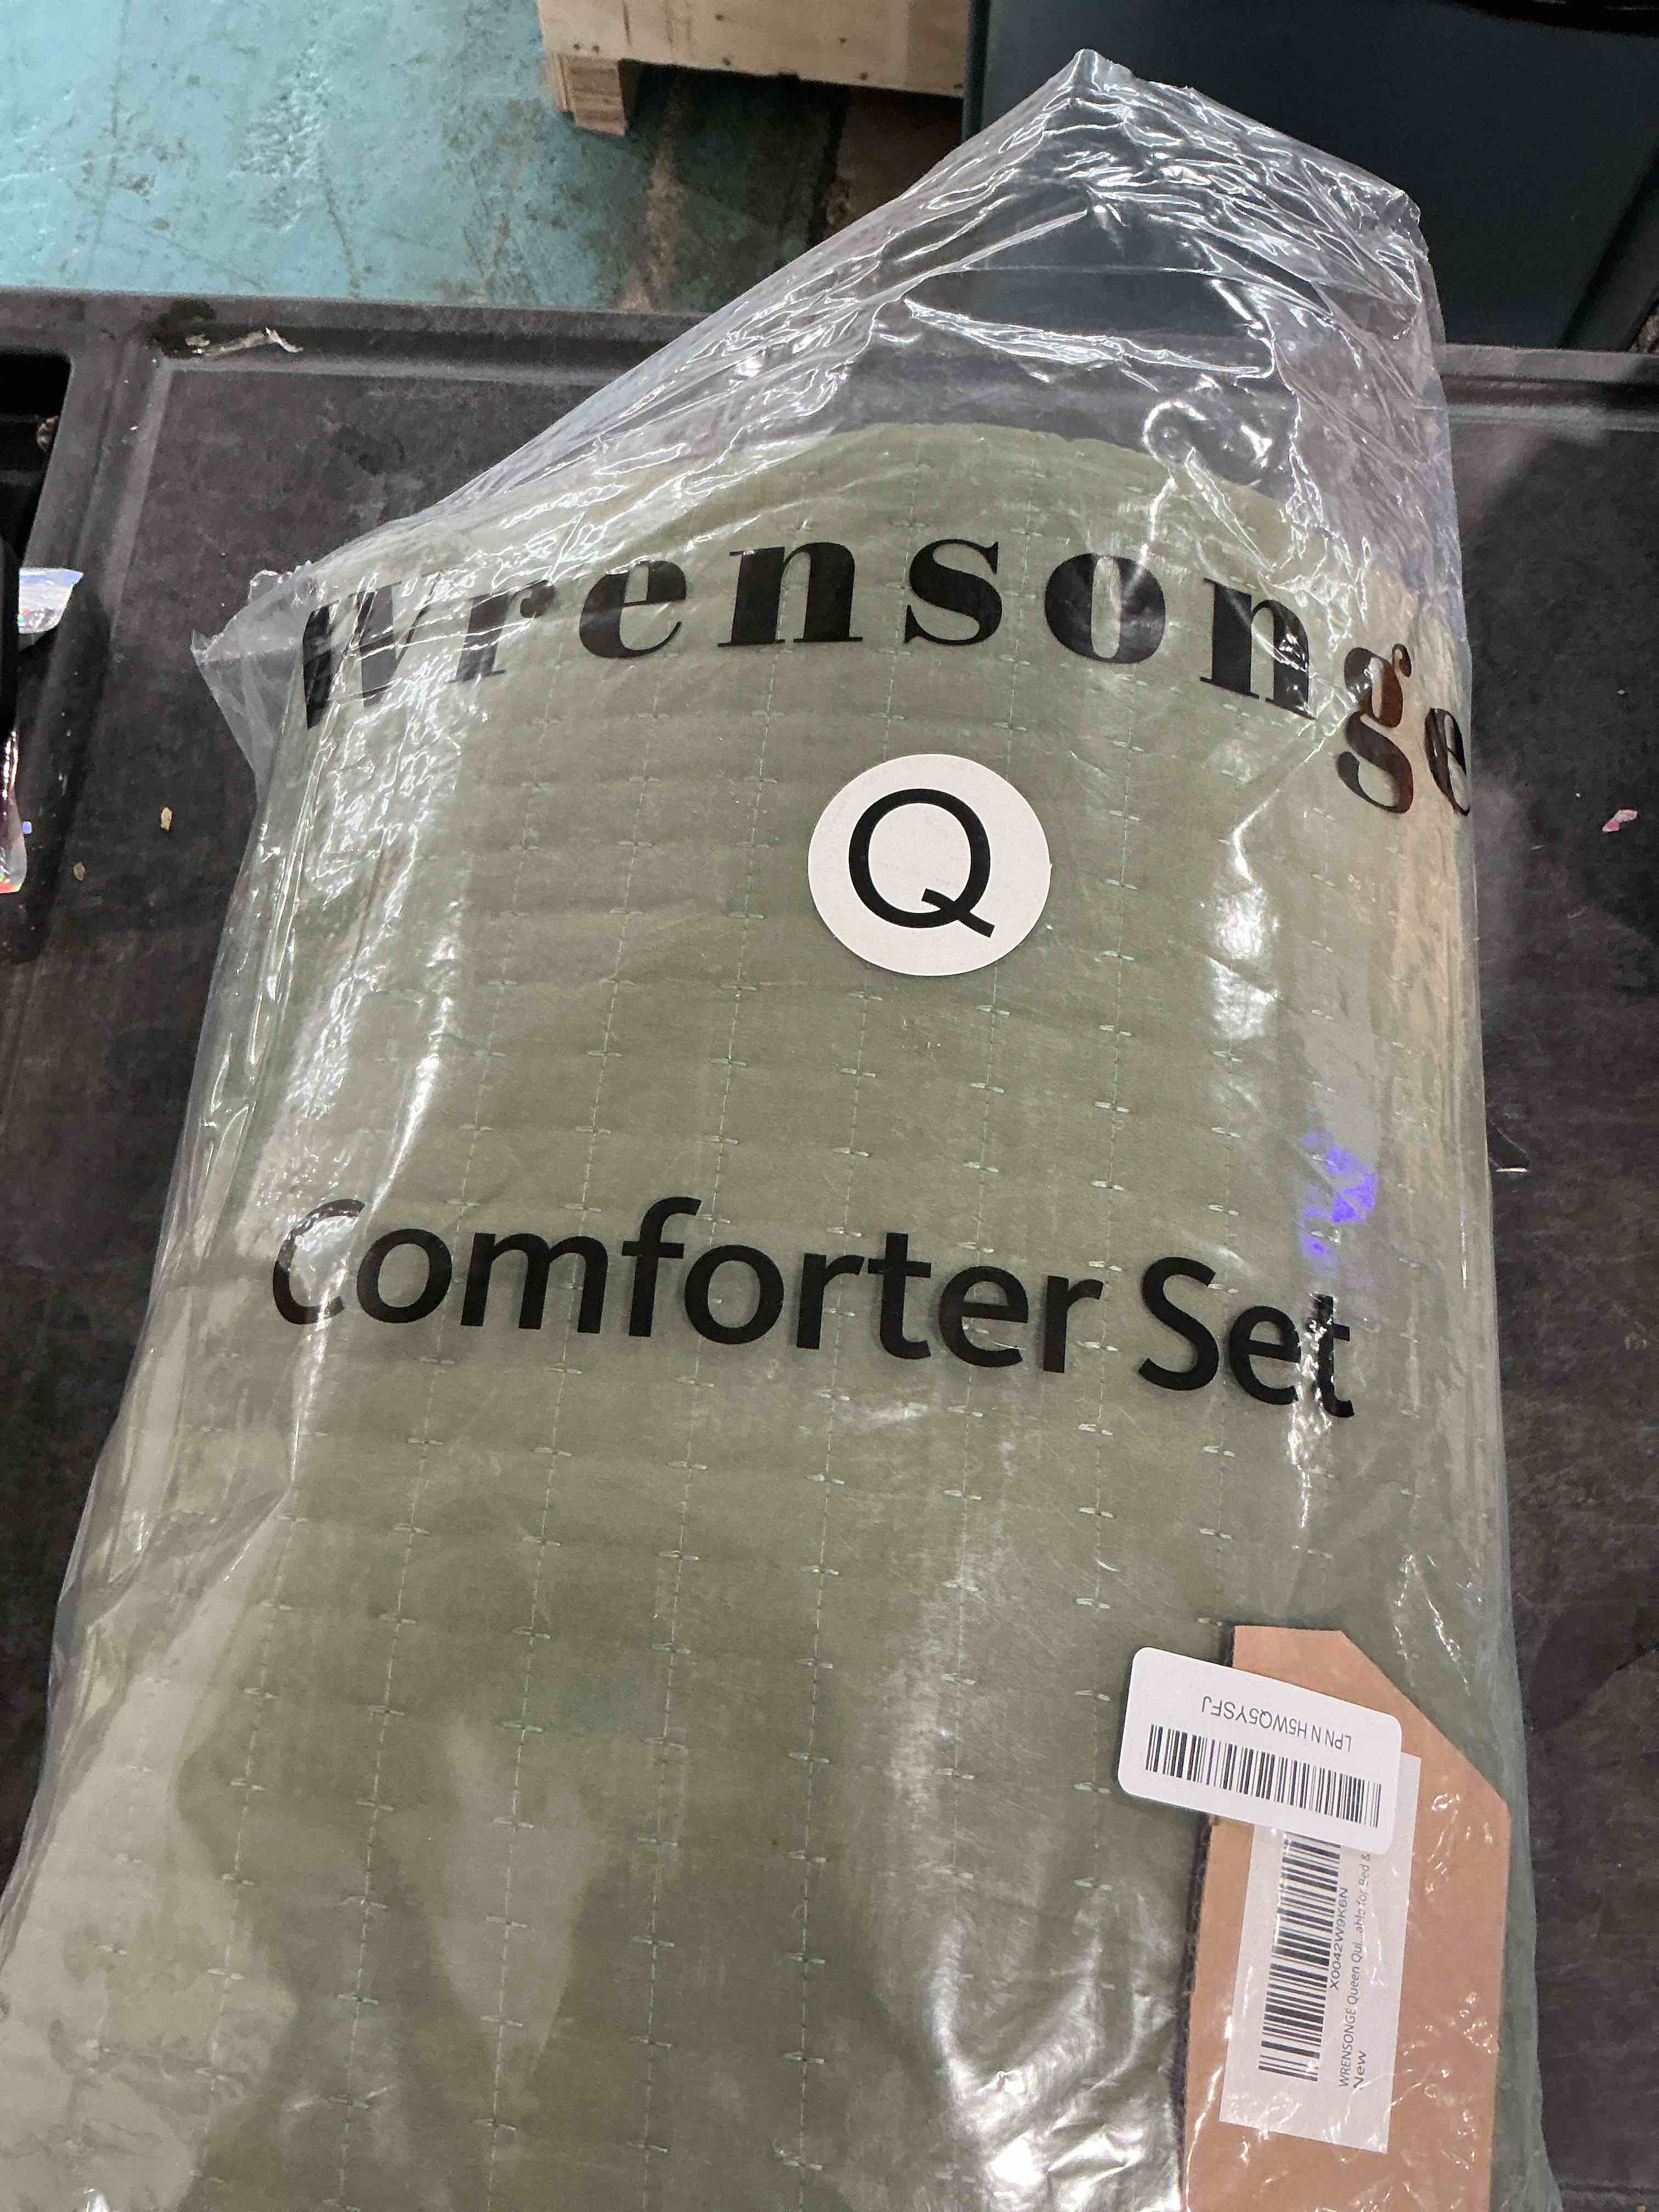 Wrensonge
Q
Comforter Set
LPN N H5WQ5YSFJ
X0042W9K6N
WRENSONGE Queen Qui...able for Bed &
New